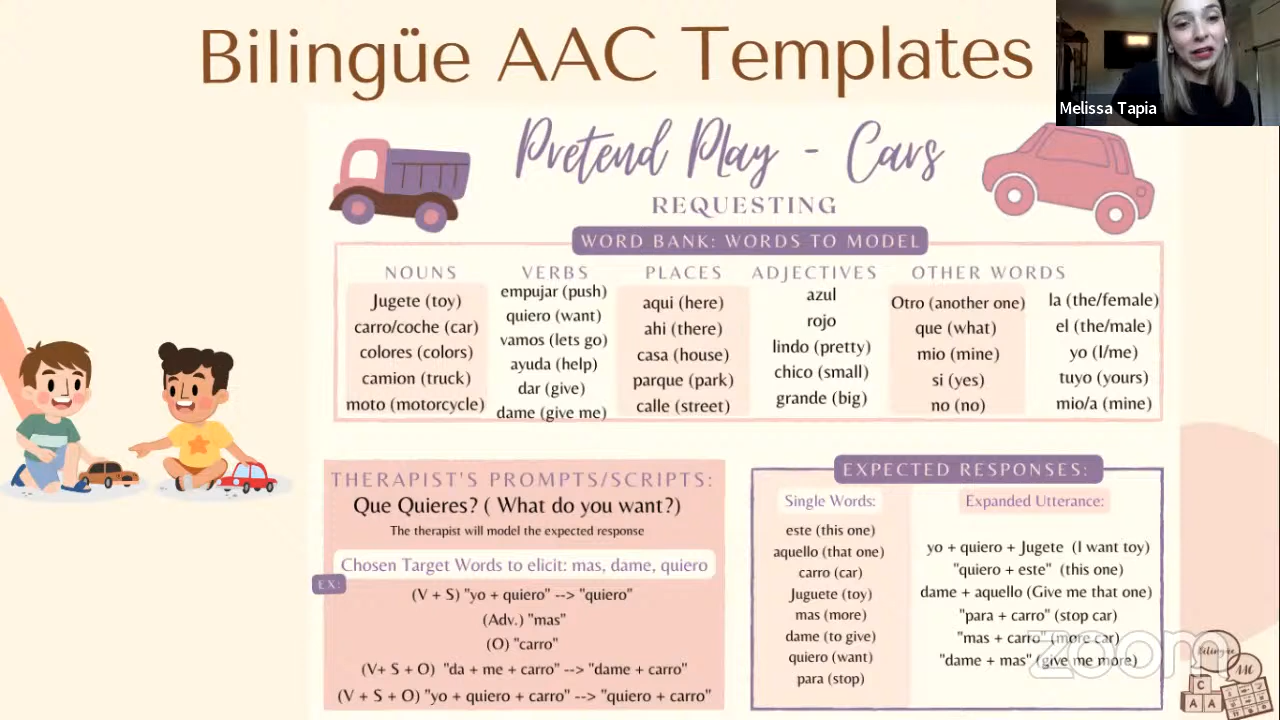 Bilingüe AAC Templates
Melissa Tapia
Pretend Play - Cars
REQUESTING
WORD BANK: WORDS TO MODEL
NOUNS
Jugete (toy)
carro/coche (car)
colores (colors)
camion (truck)
moto (motorcycle)
VERBS
empujar (push)
quiero (want)
vamos (lets go)
ayuda (help)
dar (give)
dame (give me)
PLACES
aqui (here)
ahi (there)
casa (house)
parque (park)
calle (street)
ADJECTIVES
azul
rojo
lindo (pretty)
chico (small)
grande (big)
OTHER WORDS
Otro (another one)
que (what)
mio (mine)
si (yes)
no (no)
la (the/female)
el (the/male)
yo (I/me)
tuyo (yours)
mio/a (mine)
THERAPIST'S PROMPTS/SCRIPTS:
Que Quieres? ( What do you want?)
The therapist will model the expected response
Chosen Target Words to elicit: mas, dame, quiero
EX:
(V + S) "yo + quiero" --> "quiero"
(Adv.) "mas"
(O) "carro"
(V+ S + O) "da + me + carro" --> "dame + carro"
(V + S + O) "yo + quiero + carro" --> "quiero + carro"
EXPECTED RESPONSES:
Single Words:
este (this one)
aquello (that one)
carro (car)
Juguete (toy)
mas (more)
dame (to give)
quiero (want)
para (stop)
Expanded Utterance:
yo + quiero + Jugete (I want toy)
"quiero + este" (this one)
dame + aquello (Give me that one)
"para + carro" (stop car)
"mas + carro" (more car)
"dame + mas" (give me more)
zoom
Bilingüe
AAC
C
A A